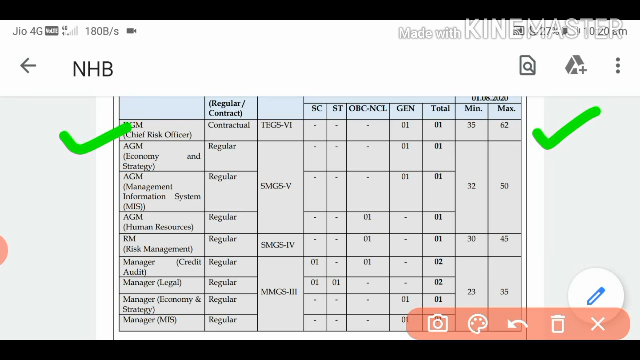 Jio 4G VoLTE 4G 180B/s 27% 10:20 am
Made with KINEMASTER
NHB
01.08.2020
(Regular / Contract) SC ST OBC-NCL GEN Total Min. Max.
(Chief Risk Officer) Contractual TEGS-VI - - - 01 01 35 62
AGM (Economy and Strategy) Regular - - - 01 01
AGM (Management Information System (MIS)) Regular SMGS-V - - - 01 01 32 50
AGM (Human Resources) Regular - - 01 - 01
RM (Risk Management) Regular SMGS-IV - - 01 - 01 30 45
Manager (Credit Audit) Regular 01 - 01 - 02
Manager (Legal) Regular MMGS-III 01 01 - - 02 23 35
Manager (Economy & Strategy) Regular - - - 01 01
Manager (MIS) Regular - - - 01